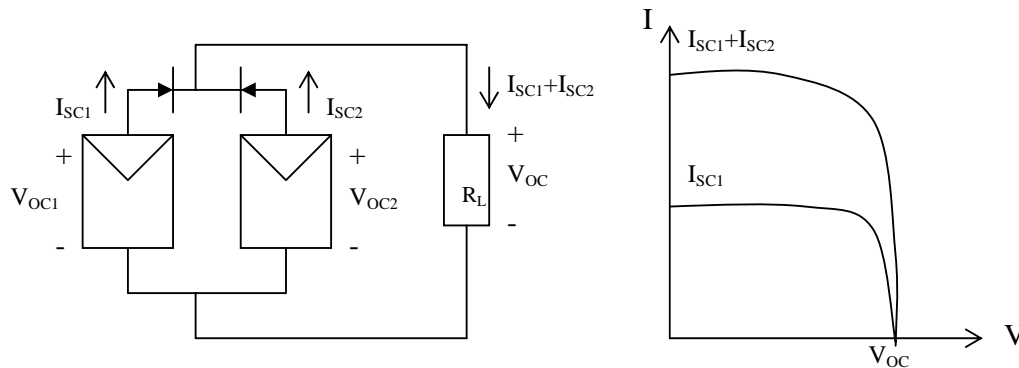 I_SC1
I_SC2
I_SC1+I_SC2
+
V_OC1
-
+
V_OC2
-
R_L
+
V_OC
-
I
I_SC1+I_SC2
I_SC1
V_OC
V